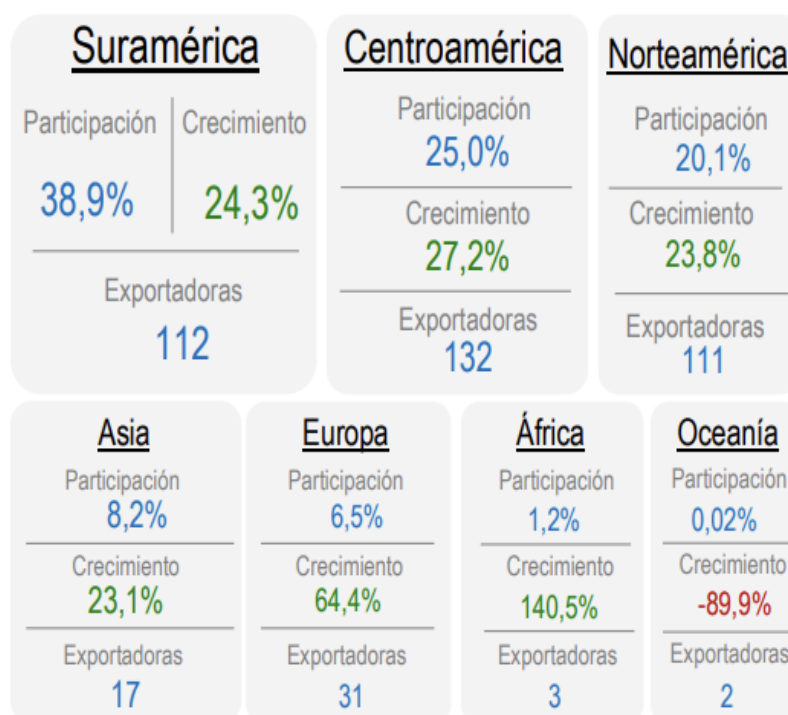 Suramérica
Participación Crecimiento
38,9% 24,3%
Exportadoras
112
Centroamérica
Participación
25,0%
Crecimiento
27,2%
Exportadoras
132
Norteamérica
Participación
20,1%
Crecimiento
23,8%
Exportadoras
111
Asia
Participación
8,2%
Crecimiento
23,1%
Exportadoras
17
Europa
Participación
6,5%
Crecimiento
64,4%
Exportadoras
31
África
Participación
1,2%
Crecimiento
140,5%
Exportadoras
3
Oceanía
Participación
0,02%
Crecimiento
-89,9%
Exportadoras
2